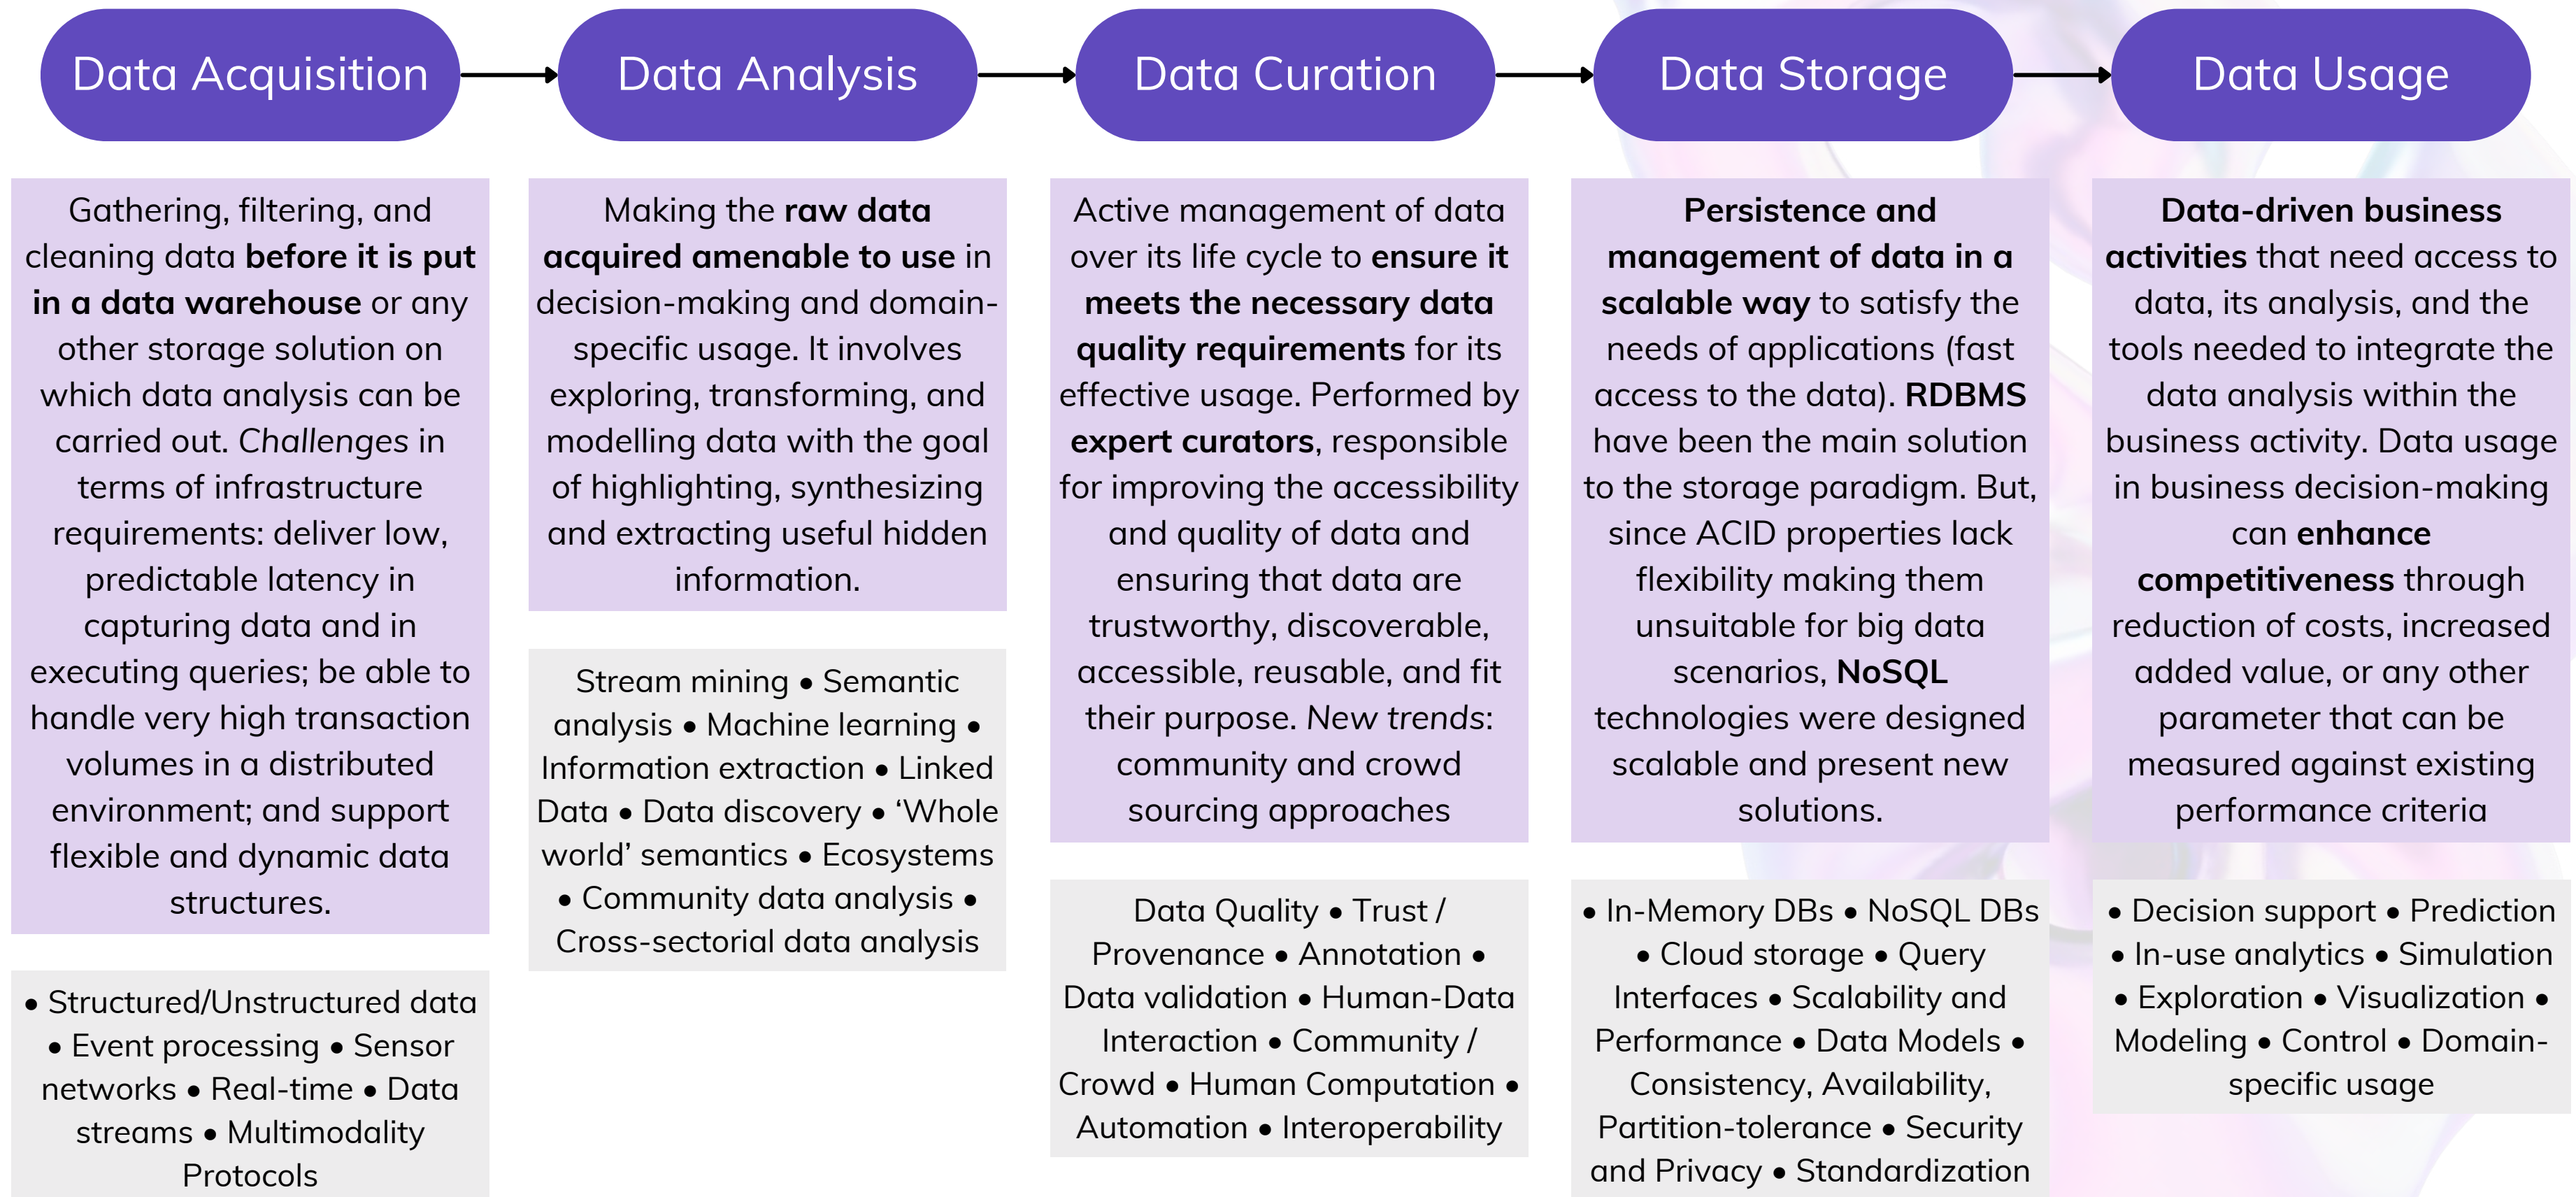 Data Acquisition
Data Analysis
Data Curation
Data Storage
Data Usage
Gathering, filtering, and
cleaning data before it is put
in a data warehouse or any
other storage solution on
which data analysis can be
carried out. Challenges in
terms of infrastructure
requirements: deliver low,
predictable latency in
capturing data and in
executing queries; be able to
handle very high transaction
volumes in a distributed
environment; and support
flexible and dynamic data
structures.
• Structured/Unstructured data
• Event processing • Sensor
networks • Real-time • Data
streams • Multimodality
Protocols
Making the raw data
acquired amenable to use in
decision-making and domain-
specific usage. It involves
exploring, transforming, and
modelling data with the goal
of highlighting, synthesizing
and extracting useful hidden
information.
Stream mining • Semantic
analysis • Machine learning •
Information extraction • Linked
Data • Data discovery • ‘Whole
world’ semantics • Ecosystems
• Community data analysis •
Cross-sectorial data analysis
Active management of data
over its life cycle to ensure it
meets the necessary data
quality requirements for its
effective usage. Performed by
expert curators, responsible
for improving the accessibility
and quality of data and
ensuring that data are
trustworthy, discoverable,
accessible, reusable, and fit
their purpose. New trends:
community and crowd
sourcing approaches
Data Quality • Trust /
Provenance • Annotation •
Data validation • Human-Data
Interaction • Community /
Crowd • Human Computation •
Automation • Interoperability
Persistence and
management of data in a
scalable way to satisfy the
needs of applications (fast
access to the data). RDBMS
have been the main solution
to the storage paradigm. But,
since ACID properties lack
flexibility making them
unsuitable for big data
scenarios, NoSQL
technologies were designed
scalable and present new
solutions.
• In-Memory DBs • NoSQL DBs
• Cloud storage • Query
Interfaces • Scalability and
Performance • Data Models •
Consistency, Availability,
Partition-tolerance • Security
and Privacy • Standardization
Data-driven business
activities that need access to
data, its analysis, and the
tools needed to integrate the
data analysis within the
business activity. Data usage
in business decision-making
can enhance
competitiveness through
reduction of costs, increased
added value, or any other
parameter that can be
measured against existing
performance criteria
• Decision support • Prediction
• In-use analytics • Simulation
• Exploration • Visualization •
Modeling • Control • Domain-
specific usage